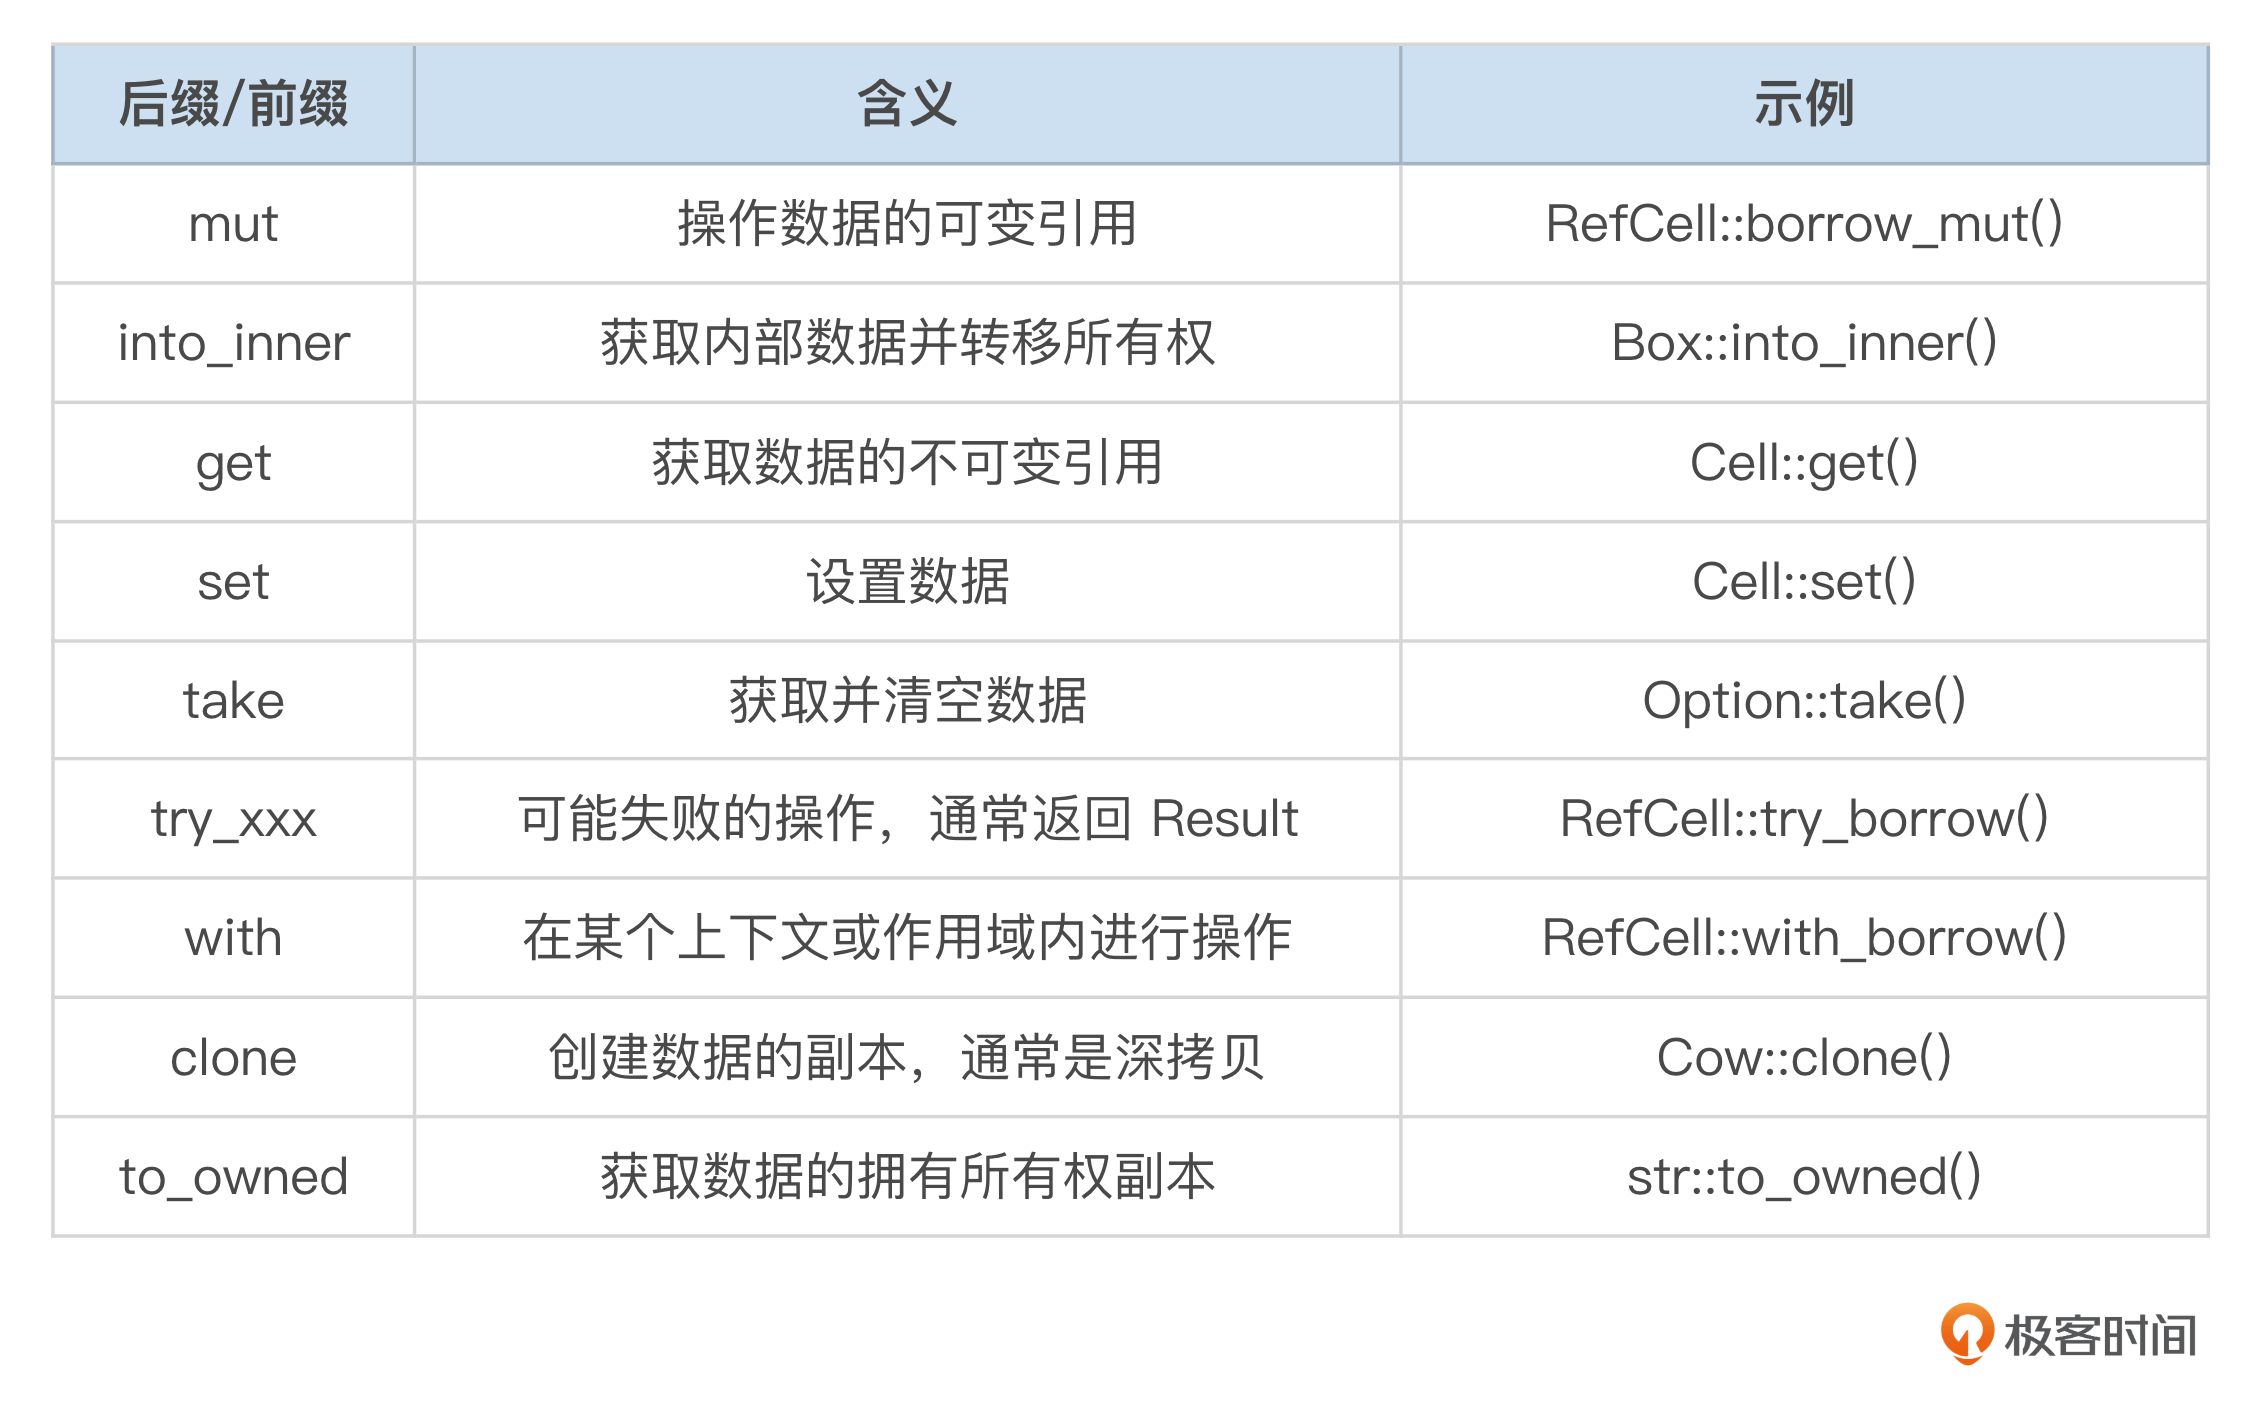 后缀/前缀 含义 示例
mut 操作数据的可变引用 RefCell::borrow_mut()
into_inner 获取内部数据并转移所有权 Box::into_inner()
get 获取数据的不可变引用 Cell::get()
set 设置数据 Cell::set()
take 获取并清空数据 Option::take()
try_xxx 可能失败的操作，通常返回 Result RefCell::try_borrow()
with 在某个上下文或作用域内进行操作 RefCell::with_borrow()
clone 创建数据的副本，通常是深拷贝 Cow::clone()
to_owned 获取数据的拥有所有权副本 str::to_owned()
极客时间